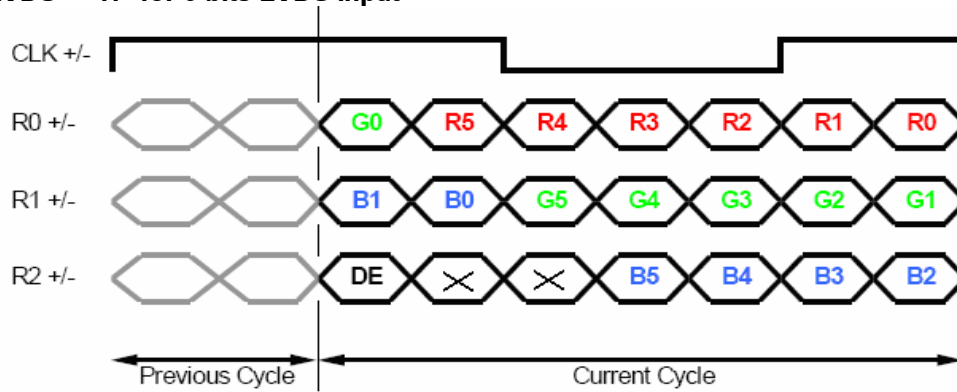 CLK +/-
R0 +/- G0 R5 R4 R3 R2 R1 R0
R1 +/- B1 B0 G5 G4 G3 G2 G1
R2 +/- DE B5 B4 B3 B2
Previous Cycle Current Cycle